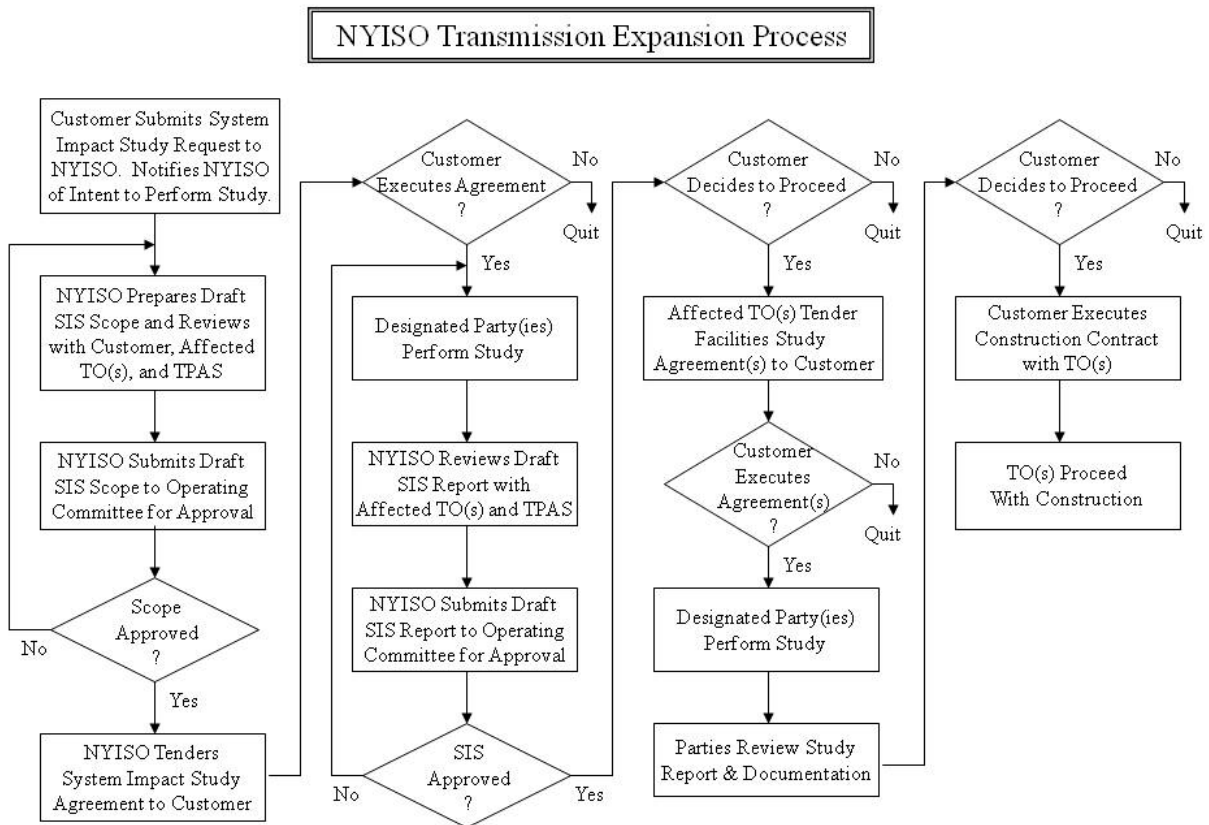 NYISO Transmission Expansion Process
Customer Submits System
Impact Study Request to
NYISO. Notifies NYISO
of Intent to Perform Study.
NYISO Prepares Draft
SIS Scope and Reviews
with Customer, Affected
TO(s), and TPAS
NYISO Submits Draft
SIS Scope to Operating
Committee for Approval
Scope
Approved
?
No
Yes
NYISO Tenders
System Impact Study
Agreement to Customer
Customer
Executes Agreement
?
No
Quit
Yes
Designated Party(ies)
Perform Study
NYISO Reviews Draft
SIS Report with
Affected TO(s) and TPAS
NYISO Submits Draft
SIS Report to Operating
Committee for Approval
SIS
Approved
?
No
Yes
Customer
Decides to Proceed
?
No
Quit
Yes
Affected TO(s) Tender
Facilities Study
Agreement(s) to Customer
Customer
Executes
Agreement(s)
?
No
Quit
Yes
Designated Party(ies)
Perform Study
Parties Review Study
Report & Documentation
Customer
Decides to Proceed
?
No
Quit
Yes
Customer Executes
Construction Contract
with TO(s)
TO(s) Proceed
With Construction